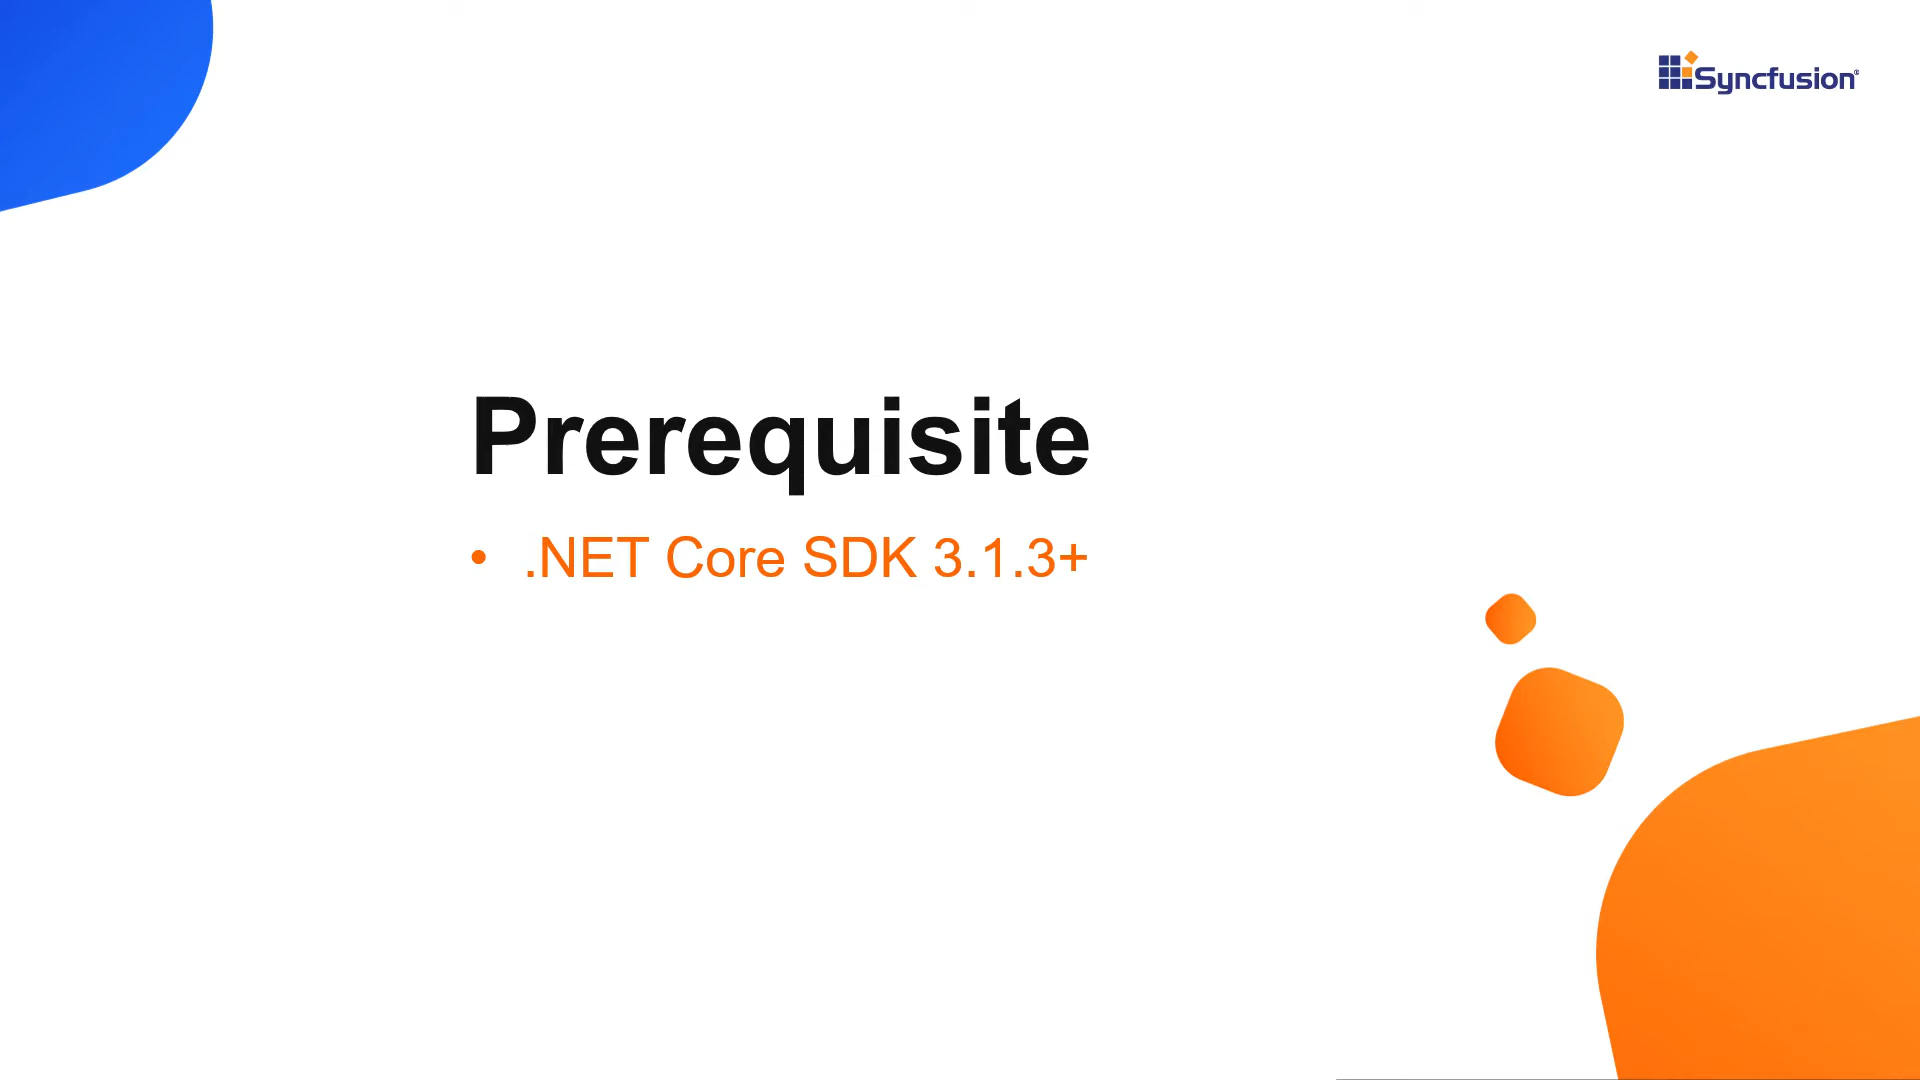 Syncfusion®
Prerequisite
• .NET Core SDK 3.1.3+